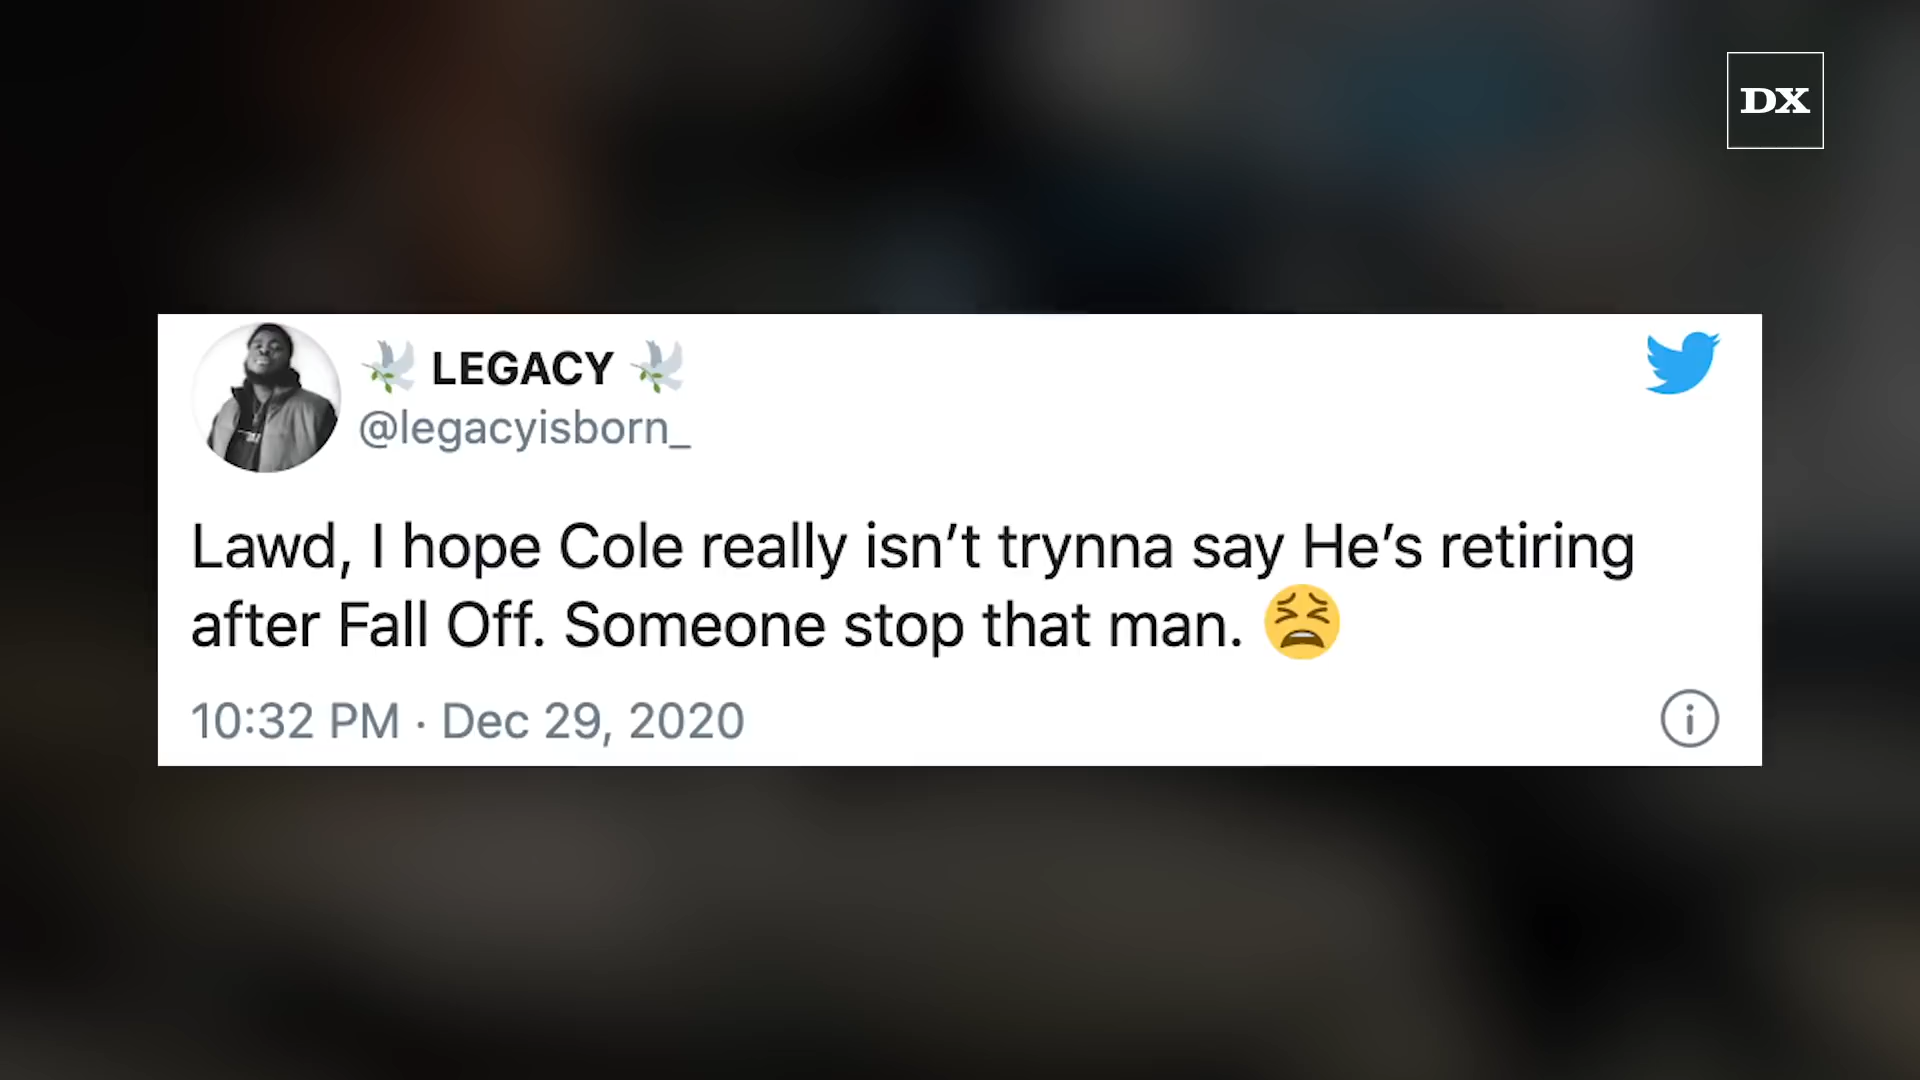 DX
🕊 LEGACY 🕊
@legacyisborn_
Lawd, I hope Cole really isn’t trynna say He’s retiring
after Fall Off. Someone stop that man. 😫
10:32 PM · Dec 29, 2020